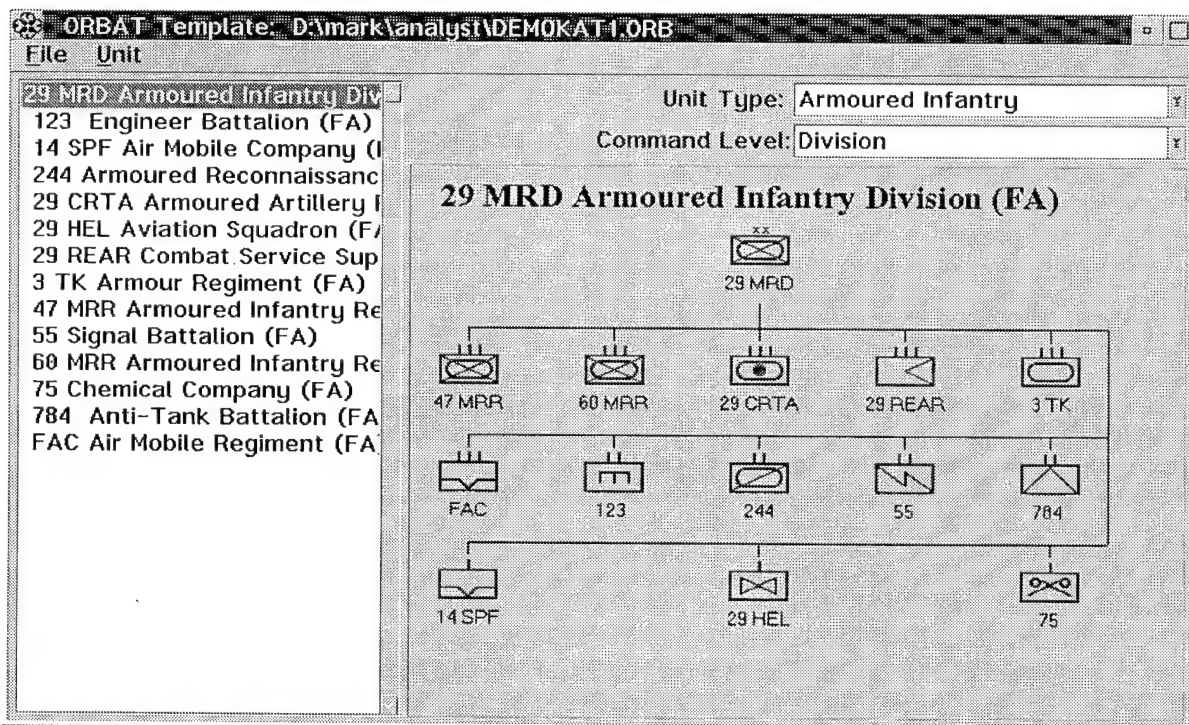 ORBAT Template: D:\mark\analyst\DEMOKAT1.ORB
File Unit
29 MRD Armoured Infantry Div
123 Engineer Battalion (FA)
14 SPF Air Mobile Company (
244 Armoured Reconnaissanc
29 CRTA Armoured Artillery
29 HEL Aviation Squadron (F
29 REAR Combat Service Sup
3 TK Armour Regiment (FA)
47 MRR Armoured Infantry Re
55 Signal Battalion (FA)
60 MRR Armoured Infantry Re
75 Chemical Company (FA)
784 Anti-Tank Battalion (FA
FAC Air Mobile Regiment (FA
Unit Type: Armoured Infantry
Command Level: Division
29 MRD Armoured Infantry Division (FA)
xx
29 MRD
47 MRR 60 MRR 29 CRTA 29 REAR 3 TK
FAC 123 244 55 784
14 SPF 29 HEL 75